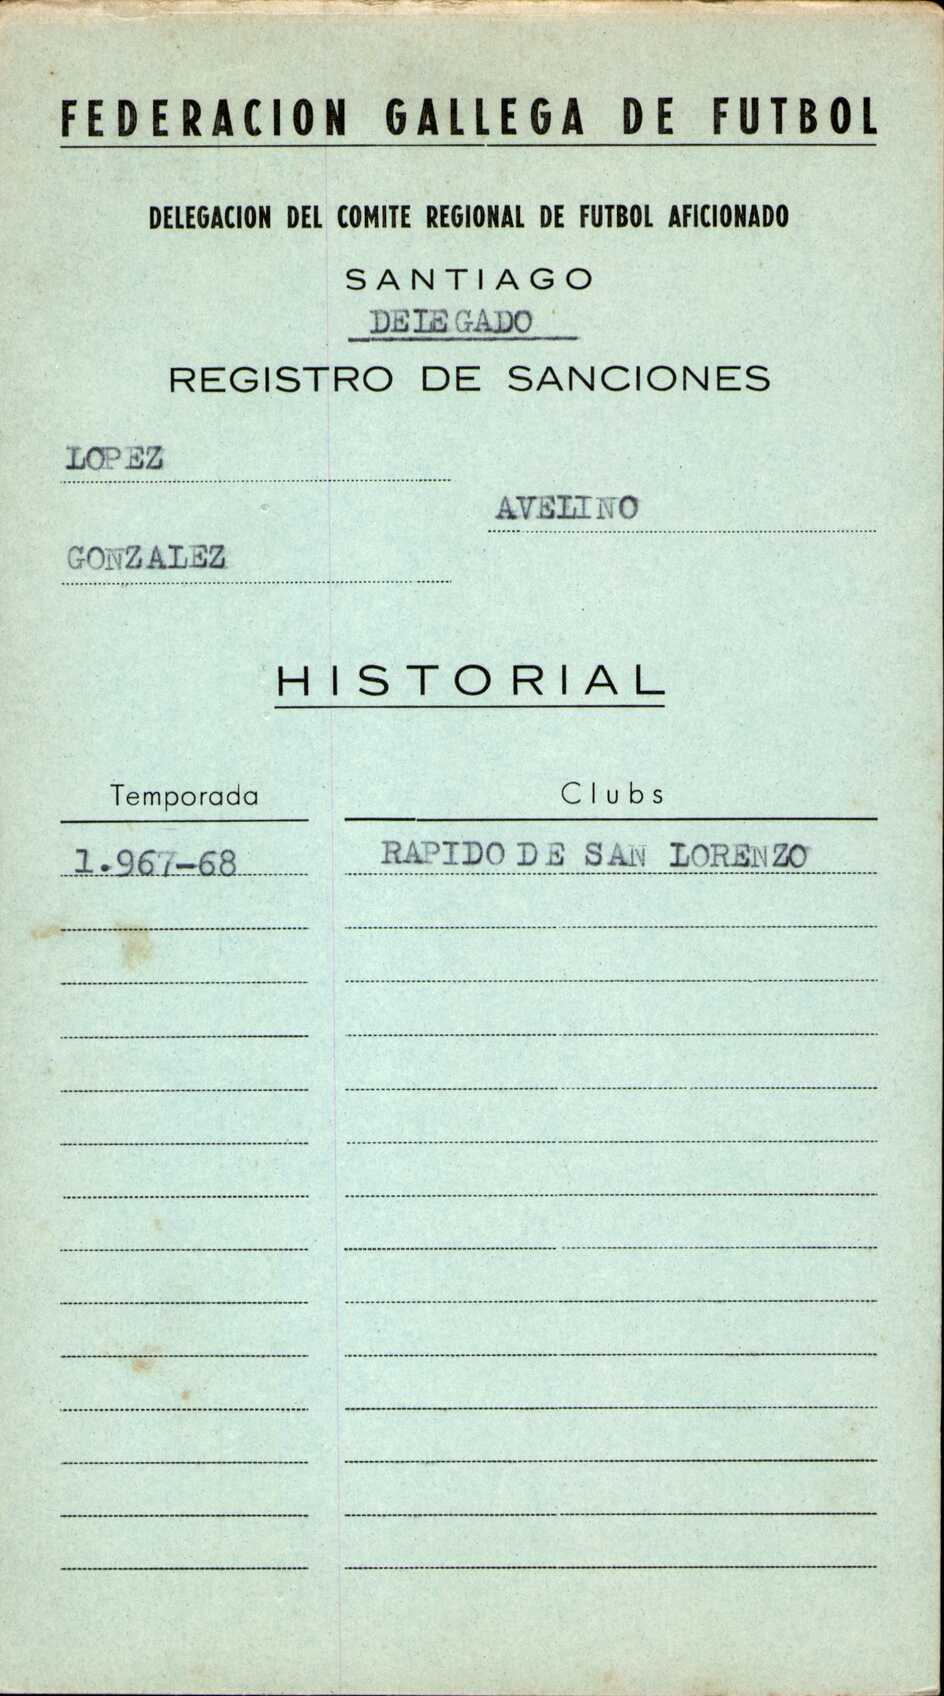 FEDERACION GALLEGA DE FUTBOL
DELEGACION DEL COMITE REGIONAL DE FUTBOL AFICIONADO
SANTIAGO
DELEGADO
REGISTRO DE SANCIONES
LOPEZ
AVELINO
GONZALEZ
HISTORIAL
Temporada Clubs
1.967-68 RAPIDO DE SAN LORENZO